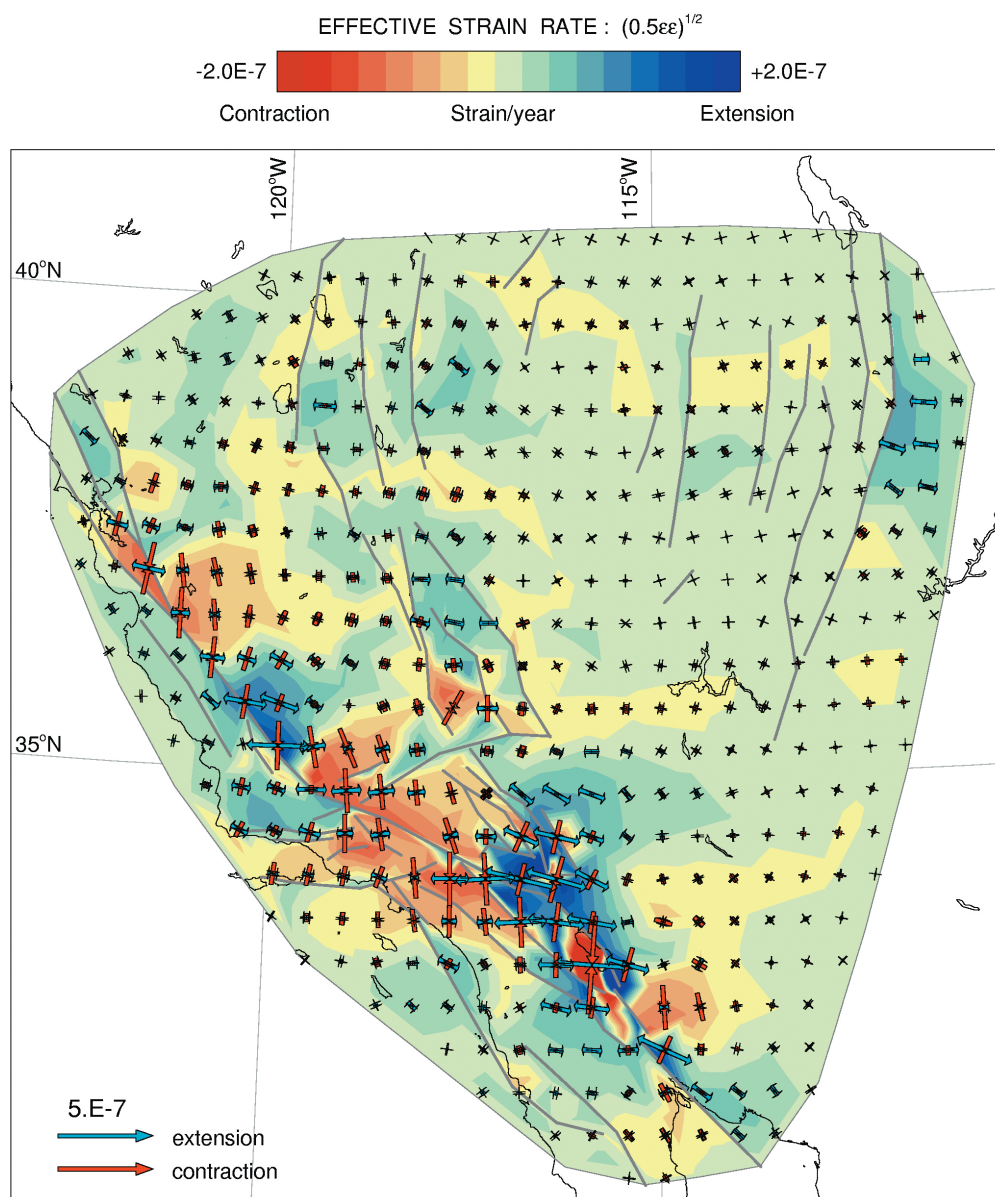 EFFECTIVE STRAIN RATE : (0.5εε)^1/2
-2.0E-7
+2.0E-7
Contraction
Strain/year
Extension
120°W
115°W
40°N
35°N
5.E-7
extension
contraction